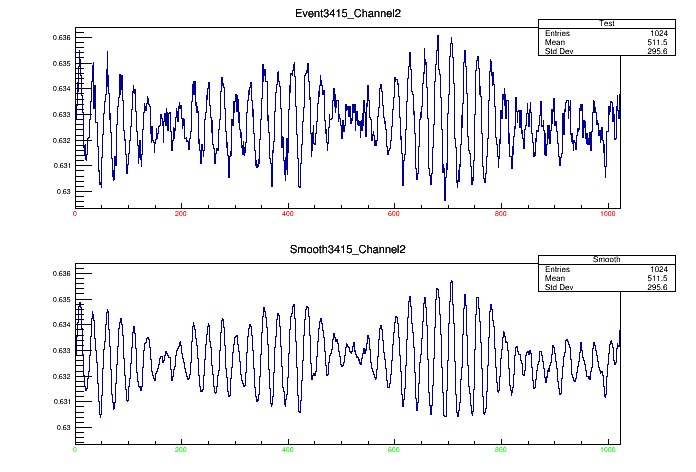 Event3415_Channel2
Test
Entries 1024
Mean 511.5
Std Dev 295.6
0.636
0.635
0.634
0.633
0.632
0.631
0.63
0 200 400 600 800 1000
Smooth3415_Channel2
Smooth
Entries 1024
Mean 511.5
Std Dev 295.6
0.636
0.635
0.634
0.633
0.632
0.631
0.63
0 200 400 600 800 1000